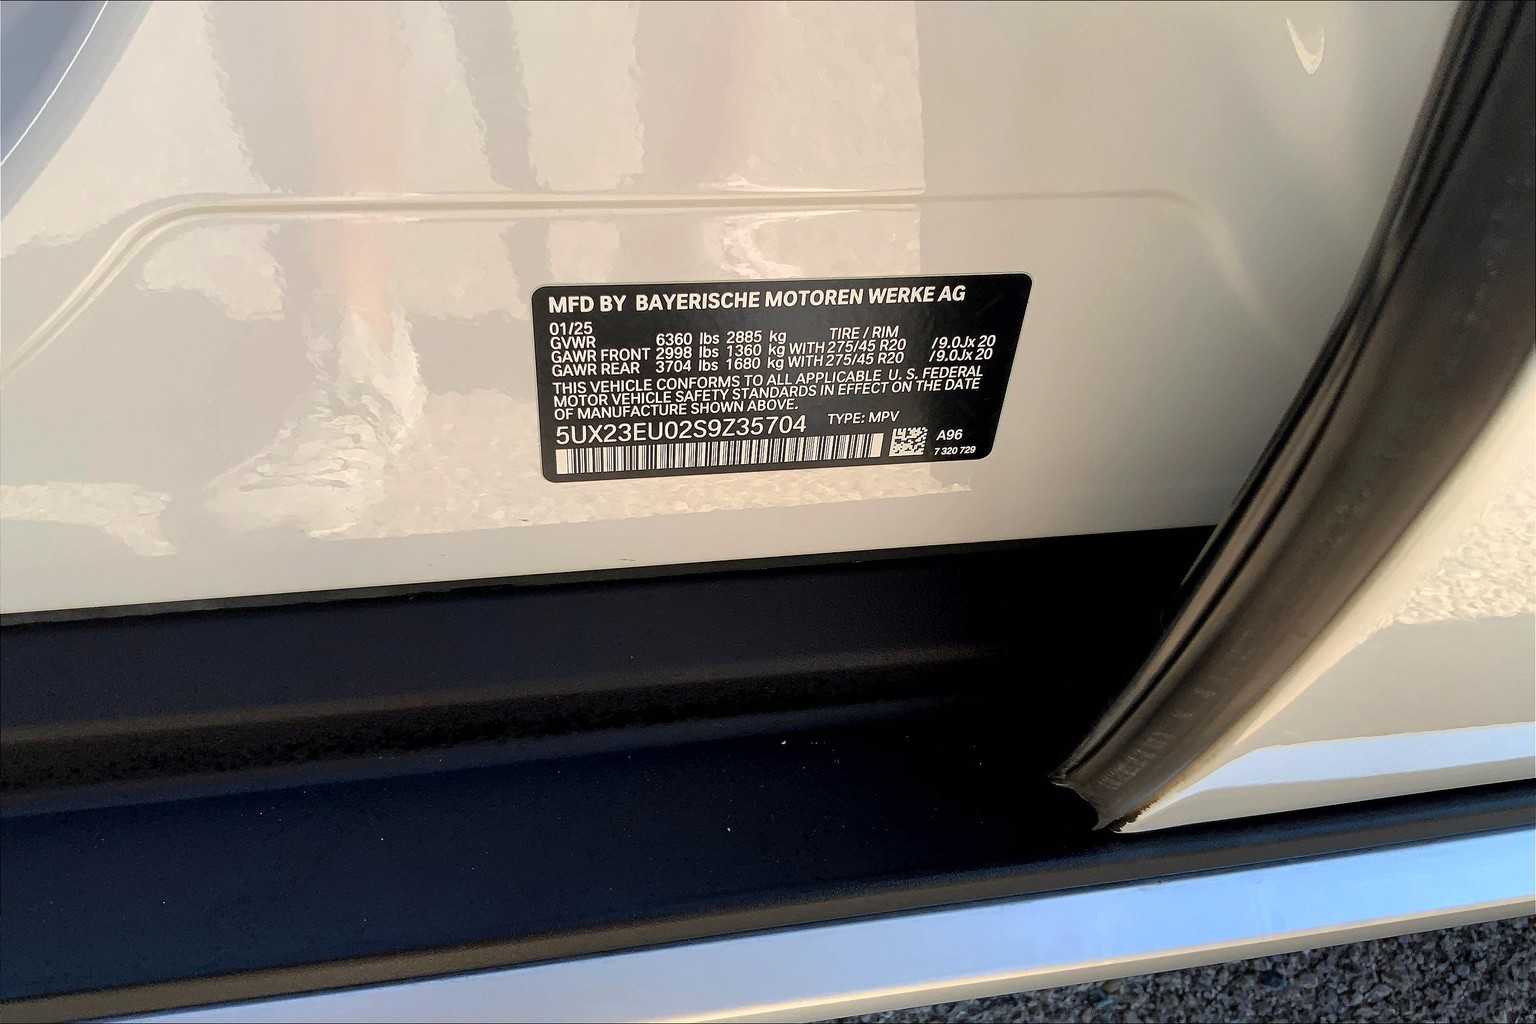 MFD BY BAYERISCHE MOTOREN WERKE AG
01/25
GVWR 6360 lbs 2885 kg TIRE / RIM
GAWR FRONT 2998 lbs 1360 kg WITH 275/45 R20 /9.0Jx 20
GAWR REAR 3704 lbs 1680 kg WITH 275/45 R20 /9.0Jx 20
THIS VEHICLE CONFORMS TO ALL APPLICABLE U. S. FEDERAL
MOTOR VEHICLE SAFETY STANDARDS IN EFFECT ON THE DATE
OF MANUFACTURE SHOWN ABOVE.
TYPE: MPV
5UX23EU02S9Z35704
A96
7 320 729